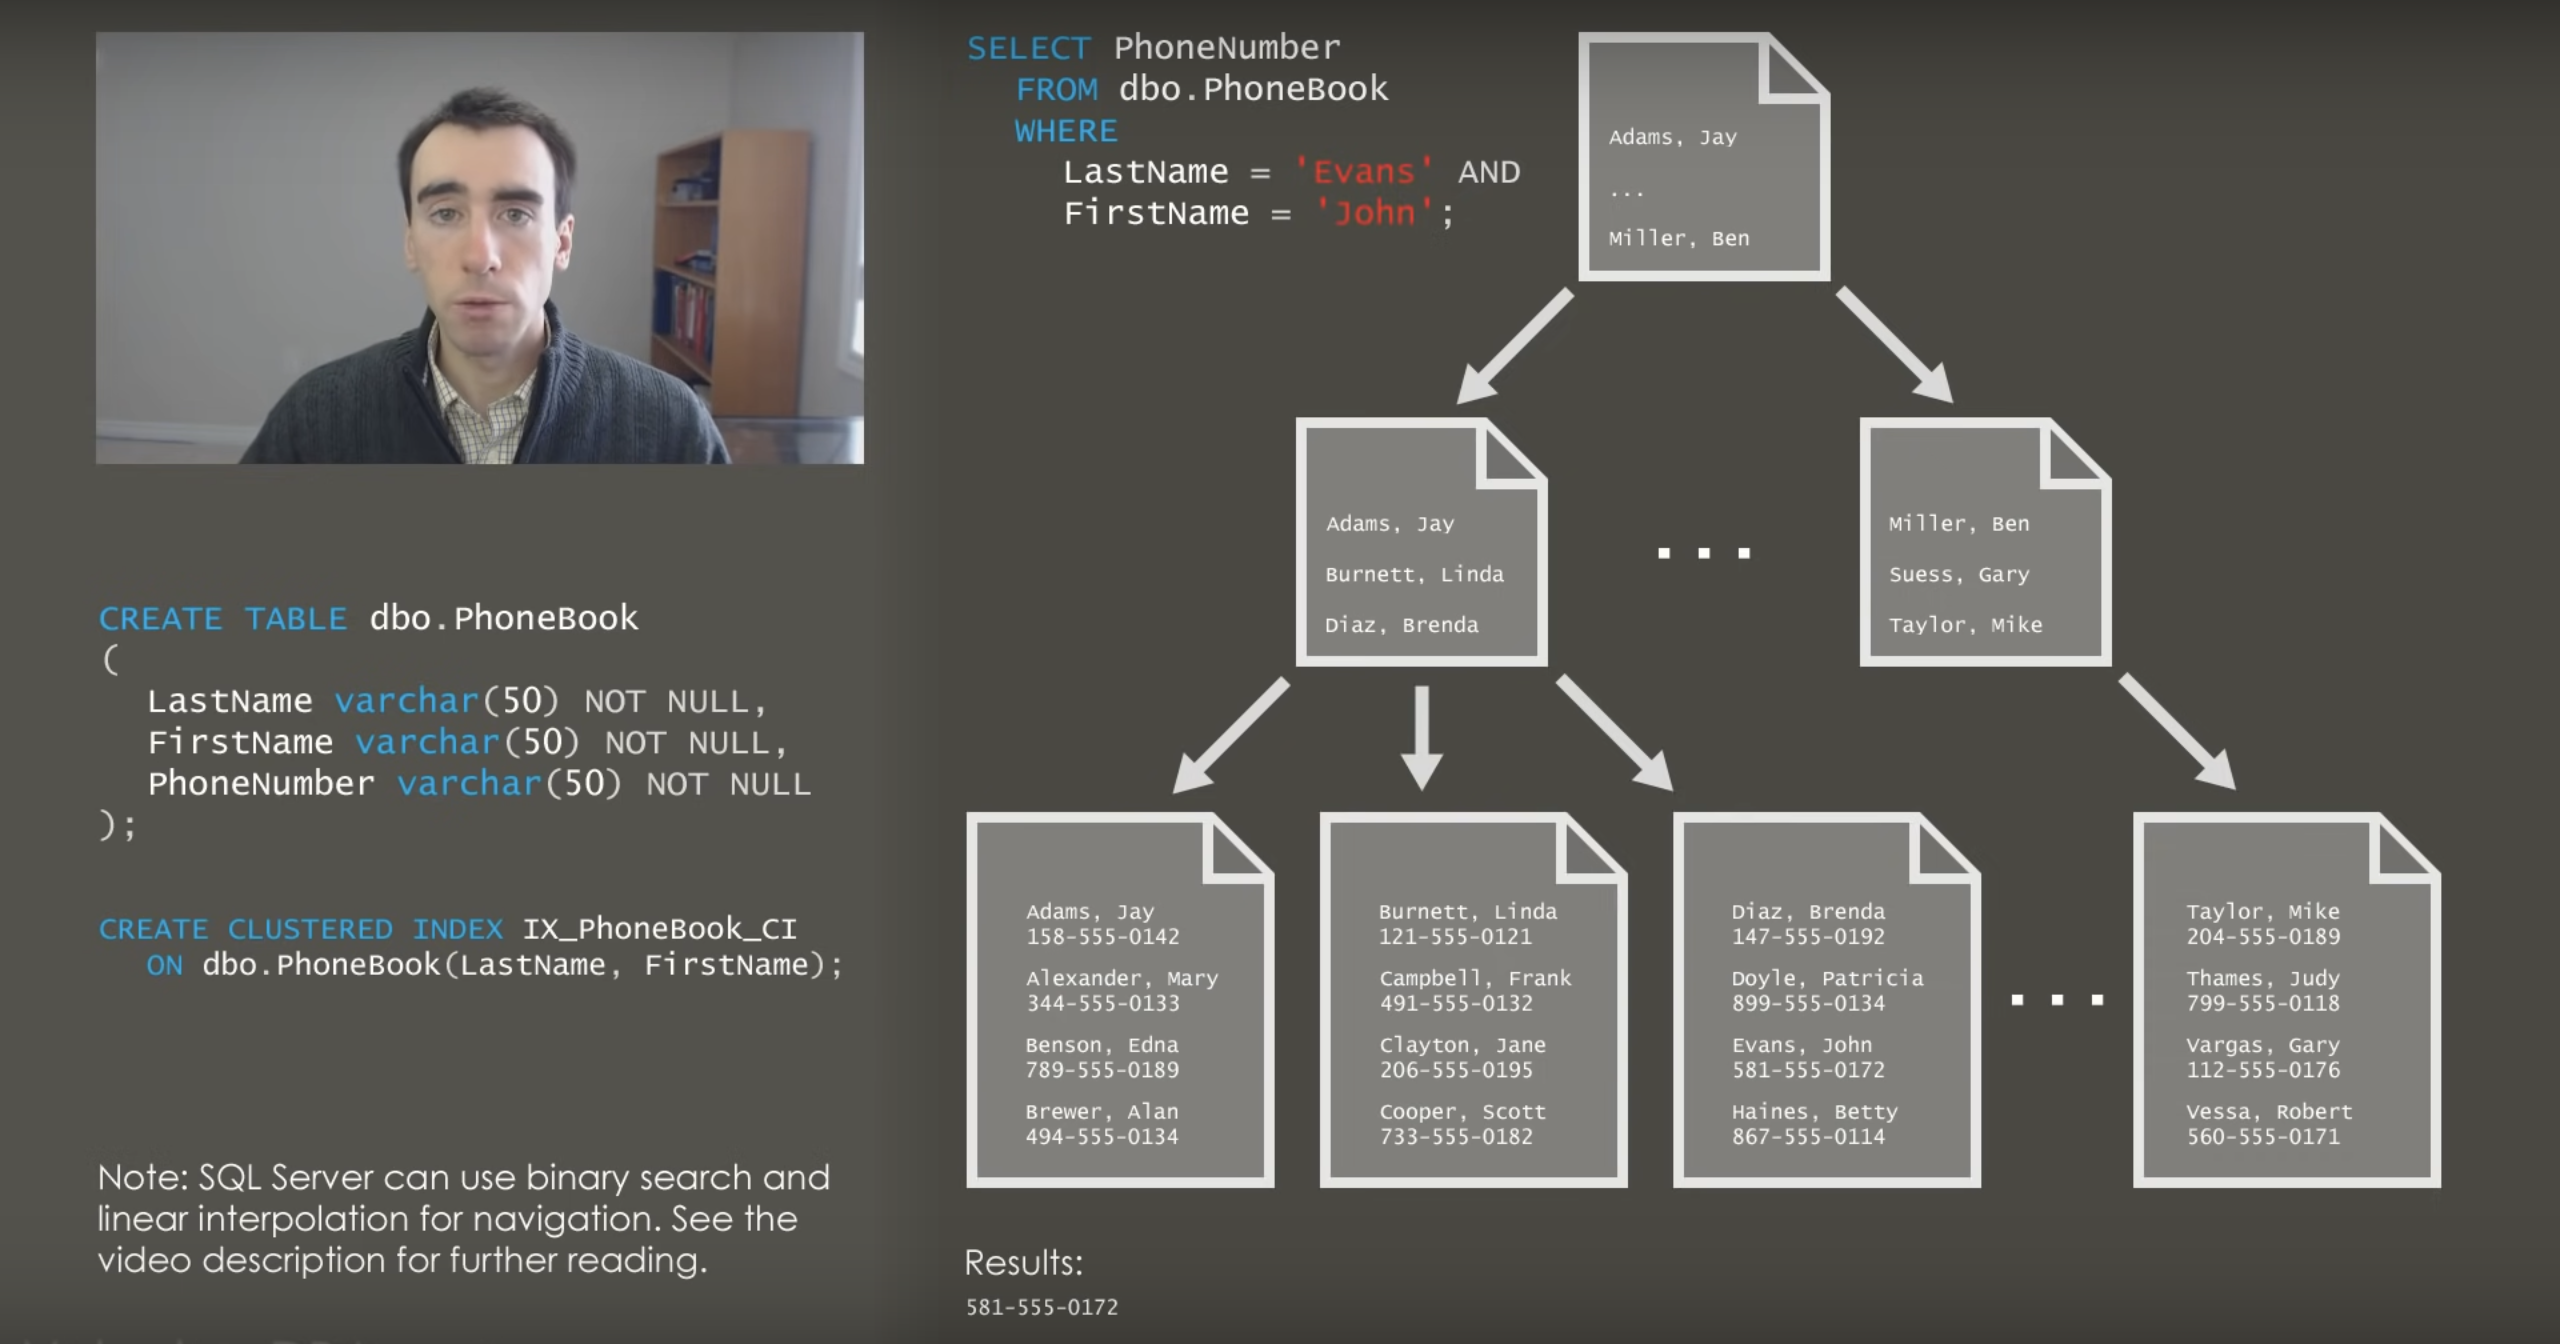 CREATE TABLE dbo.PhoneBook
(
LastName varchar(50) NOT NULL,
FirstName varchar(50) NOT NULL,
PhoneNumber varchar(50) NOT NULL
);
CREATE CLUSTERED INDEX IX_PhoneBook_CI
ON dbo.PhoneBook(LastName, FirstName);
Note: SQL Server can use binary search and
linear interpolation for navigation. See the
video description for further reading.
SELECT PhoneNumber
FROM dbo.PhoneBook
WHERE
LastName = 'Evans' AND
FirstName = 'John';
Adams, Jay
...
Miller, Ben
Adams, Jay
Burnett, Linda
Diaz, Brenda
...
Miller, Ben
Suess, Gary
Taylor, Mike
Adams, Jay
158-555-0142
Alexander, Mary
344-555-0133
Benson, Edna
789-555-0189
Brewer, Alan
494-555-0134
Burnett, Linda
121-555-0121
Campbell, Frank
491-555-0132
Clayton, Jane
206-555-0195
Cooper, Scott
733-555-0182
Diaz, Brenda
147-555-0192
Doyle, Patricia
899-555-0134
Evans, John
581-555-0172
Haines, Betty
867-555-0114
...
Taylor, Mike
204-555-0189
Thames, Judy
799-555-0118
Vargas, Gary
112-555-0176
Vessa, Robert
560-555-0171
Results:
581-555-0172